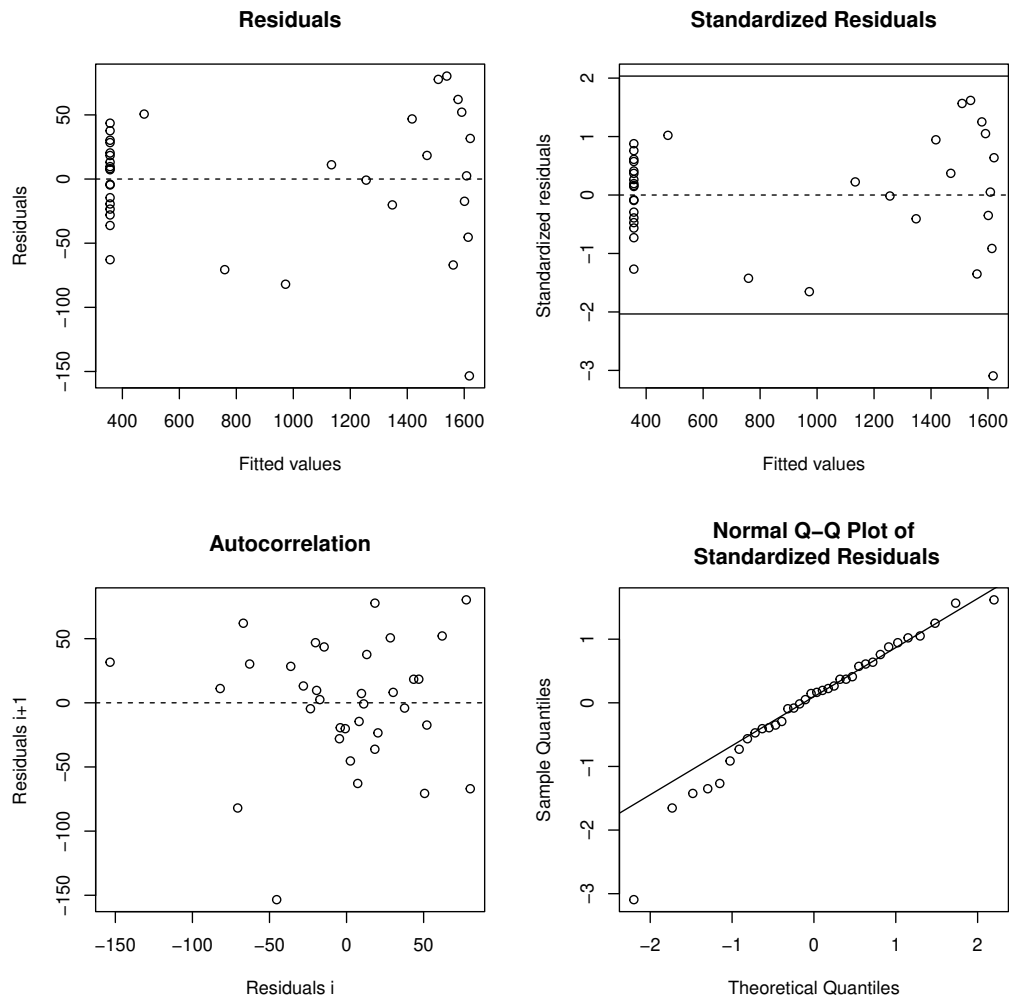 Residuals
Residuals
50
0
−50
−100
−150
400 600 800 1000 1200 1400 1600
Fitted values
Standardized Residuals
Standardized residuals
2
1
0
−1
−2
−3
400 600 800 1000 1200 1400 1600
Fitted values
Autocorrelation
Residuals i+1
50
0
−50
−100
−150
−150 −100 −50 0 50
Residuals i
Normal Q−Q Plot of
Standardized Residuals
Sample Quantiles
1
0
−1
−2
−3
−2 −1 0 1 2
Theoretical Quantiles